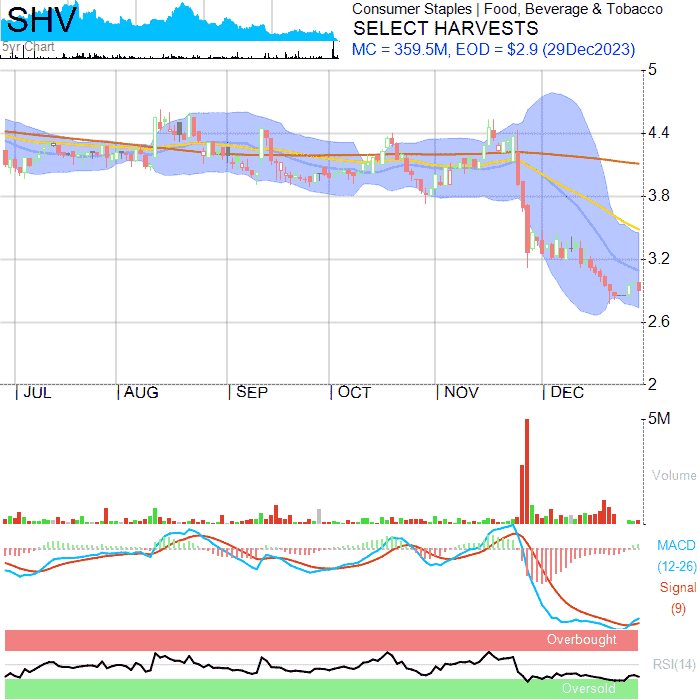 SHV
5yr Chart
Consumer Staples | Food, Beverage & Tobacco
SELECT HARVESTS
MC = 359.5M, EOD = $2.9 (29Dec2023)
5
4.4
3.8
3.2
2.6
2
|JUL |AUG |SEP |OCT |NOV |DEC
5M
Volume
MACD
(12-26)
Signal
(9)
Overbought
RSI(14)
Oversold